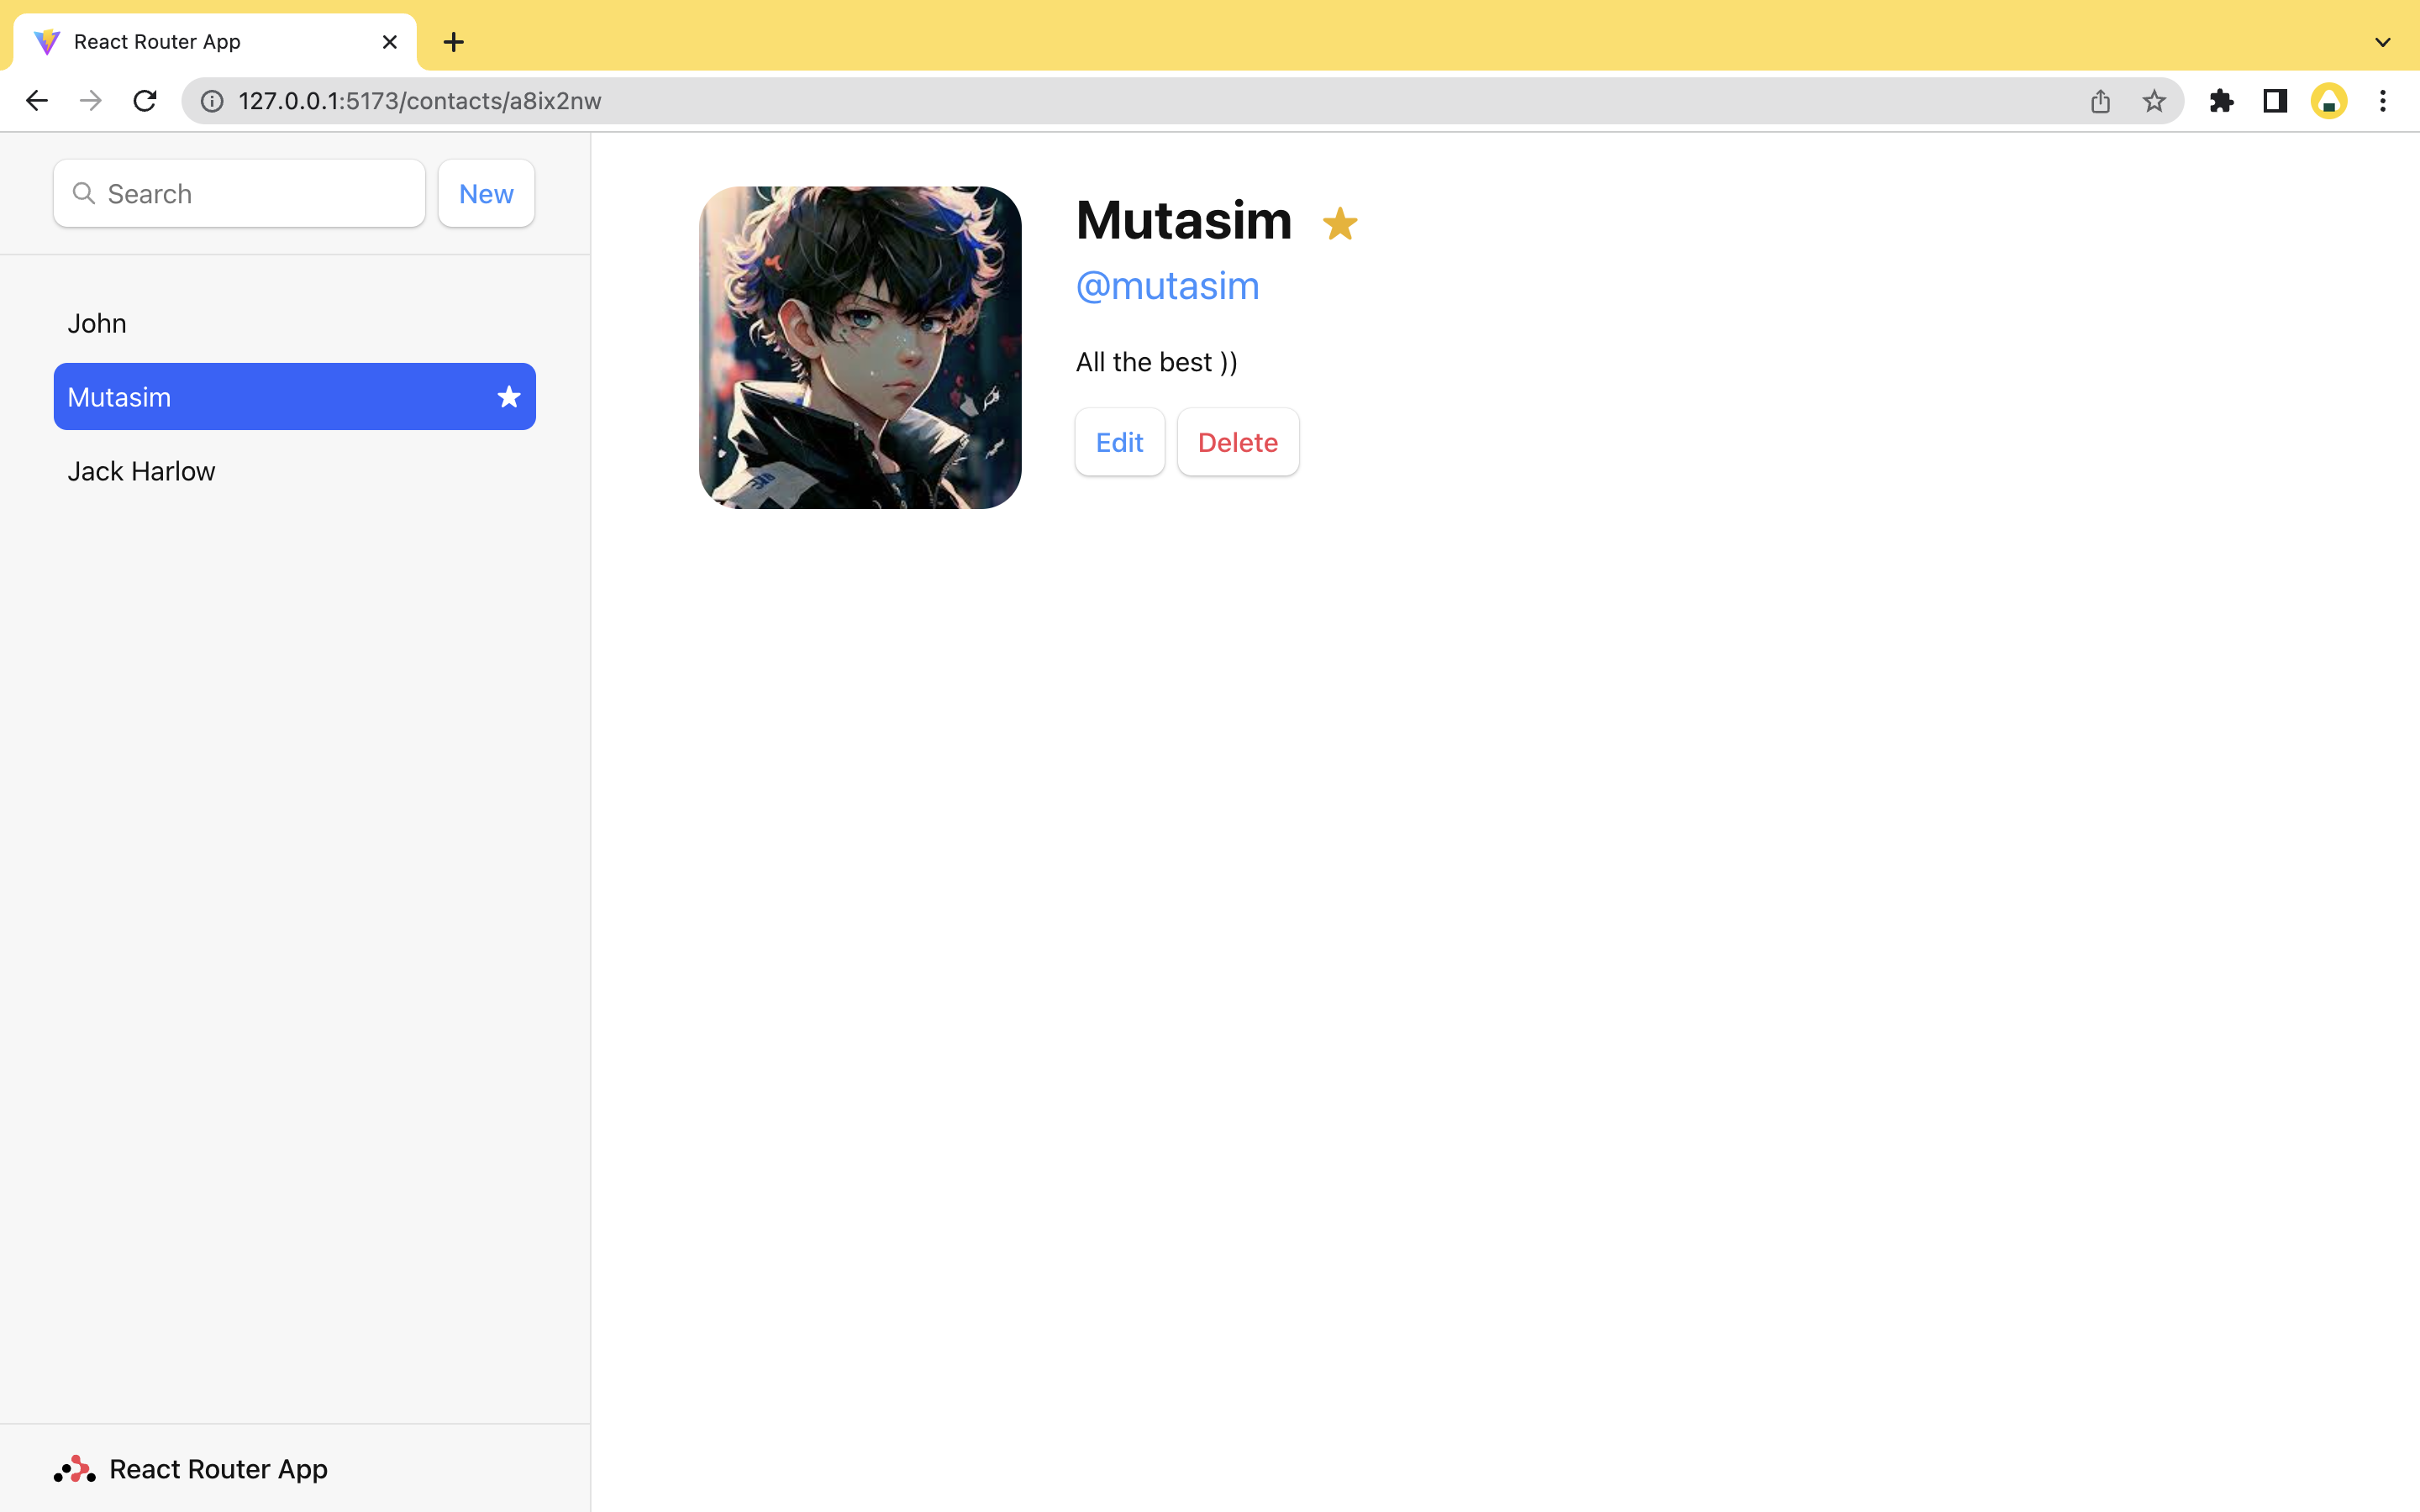 React Router App
127.0.0.1:5173/contacts/a8ix2nw
Search
New
John
Mutasim
Jack Harlow
React Router App
Mutasim
@mutasim
All the best ))
Edit
Delete